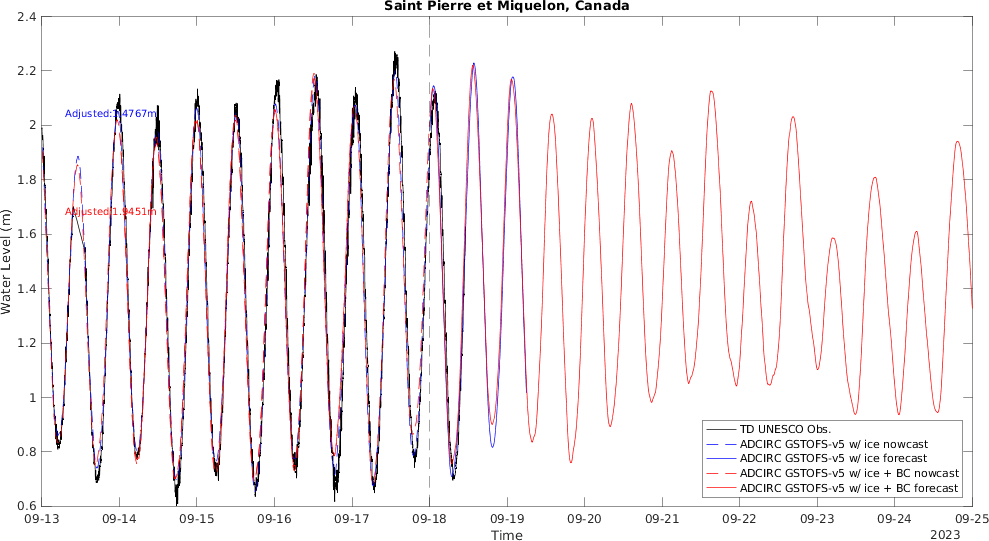 Saint Pierre et Miquelon, Canada
2.4
2.2
2
1.8
1.6
1.4
1.2
1
0.8
0.6
Water Level (m)
Adjusted:1.4767m
Adjusted:1.9451m
TD UNESCO Obs.
ADCIRC GSTOFS-v5 w/ ice nowcast
ADCIRC GSTOFS-v5 w/ ice forecast
ADCIRC GSTOFS-v5 w/ ice + BC nowcast
ADCIRC GSTOFS-v5 w/ ice + BC forecast
09-13 09-14 09-15 09-16 09-17 09-18 09-19 09-20 09-21 09-22 09-23 09-24 09-25
Time
2023